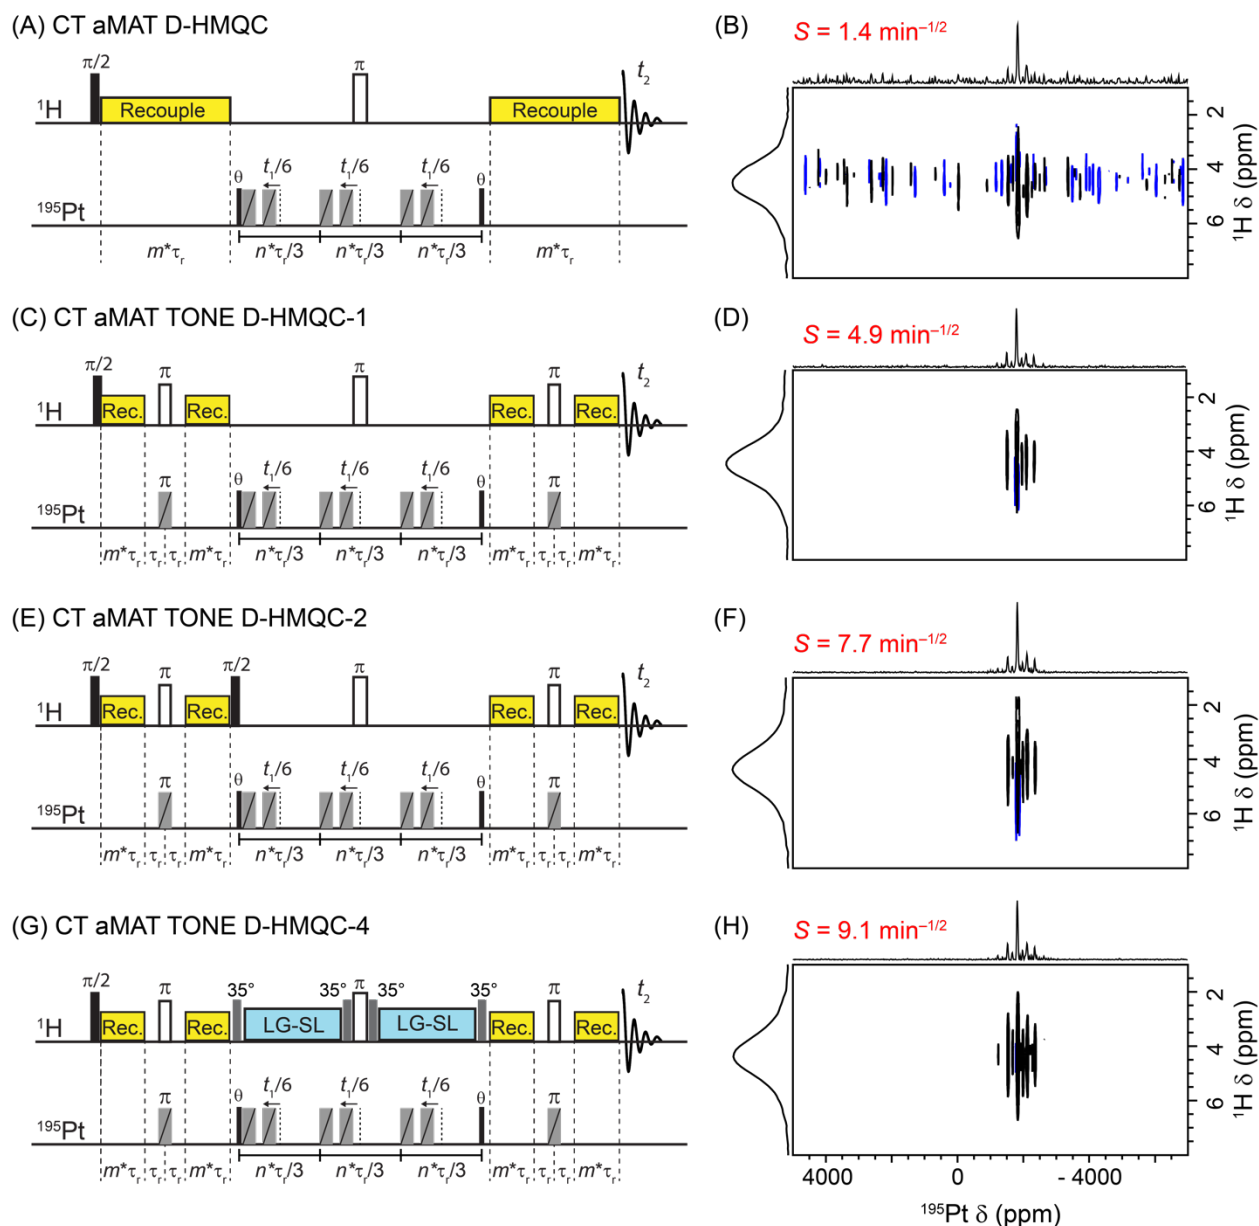 (A) CT aMAT D-HMQC
(B)
S = 1.4 min⁻¹/²
π/2
π
t₂
¹H
Recouple
Recouple
θ
t₁/6
t₁/6
t₁/6
θ
¹⁹⁵Pt
m*τᵣ
n*τᵣ/3
n*τᵣ/3
n*τᵣ/3
m*τᵣ
2
4
6
¹H δ (ppm)
(C) CT aMAT TONE D-HMQC-1
(D)
S = 4.9 min⁻¹/²
π/2
π
π
π
t₂
¹H
Rec.
Rec.
Rec.
Rec.
π
θ
t₁/6
t₁/6
t₁/6
θ
π
¹⁹⁵Pt
m*τᵣ
τᵣ
τᵣ
m*τᵣ
n*τᵣ/3
n*τᵣ/3
n*τᵣ/3
m*τᵣ
τᵣ
τᵣ
m*τᵣ
2
4
6
¹H δ (ppm)
(E) CT aMAT TONE D-HMQC-2
(F)
S = 7.7 min⁻¹/²
π/2
π
π/2
π
π
t₂
¹H
Rec.
Rec.
Rec.
Rec.
π
θ
t₁/6
t₁/6
t₁/6
θ
π
¹⁹⁵Pt
m*τᵣ
τᵣ
τᵣ
m*τᵣ
n*τᵣ/3
n*τᵣ/3
n*τᵣ/3
m*τᵣ
τᵣ
τᵣ
m*τᵣ
2
4
6
¹H δ (ppm)
(G) CT aMAT TONE D-HMQC-4
(H)
S = 9.1 min⁻¹/²
π/2
π
35°
35°
π
35°
35°
π
t₂
¹H
Rec.
Rec.
LG-SL
LG-SL
Rec.
Rec.
π
θ
t₁/6
t₁/6
t₁/6
θ
π
¹⁹⁵Pt
m*τᵣ
τᵣ
τᵣ
m*τᵣ
n*τᵣ/3
n*τᵣ/3
n*τᵣ/3
m*τᵣ
τᵣ
τᵣ
m*τᵣ
2
4
6
¹H δ (ppm)
4000
0
- 4000
¹⁹⁵Pt δ (ppm)